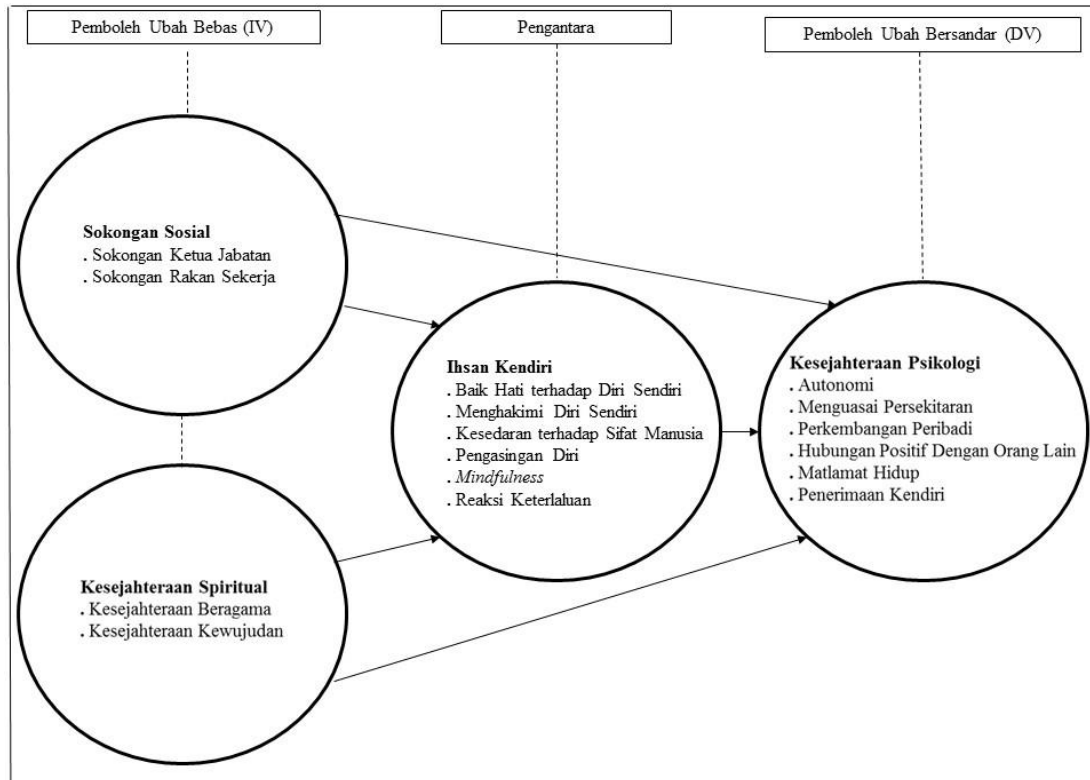 Pemboleh Ubah Bebas (IV)
Pengantara
Pemboleh Ubah Bersandar (DV)
Sokongan Sosial
. Sokongan Ketua Jabatan
. Sokongan Rakan Sekerja
Ihsan Kendiri
. Baik Hati terhadap Diri Sendiri
. Menghakimi Diri Sendiri
. Kesedaran terhadap Sifat Manusia
. Pengasingan Diri
. Mindfulness
. Reaksi Keterlaluan
Kesejahteraan Psikologi
. Autonomi
. Menguasai Persekitaran
. Perkembangan Peribadi
. Hubungan Positif Dengan Orang Lain
. Matlamat Hidup
. Penerimaan Kendiri
Kesejahteraan Spiritual
. Kesejahteraan Beragama
. Kesejahteraan Kewujudan